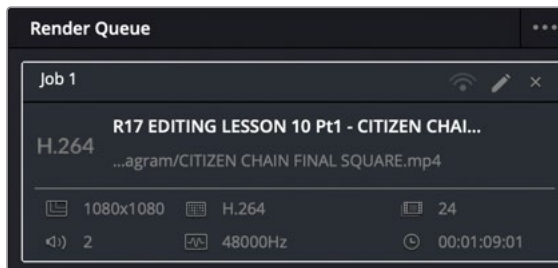 Render Queue
Job 1
R17 EDITING LESSON 10 Pt1 - CITIZEN CHAI...
H.264
...agram/CITIZEN CHAIN FINAL SQUARE.mp4
1080x1080 H.264 24
2 48000Hz 00:01:09:01